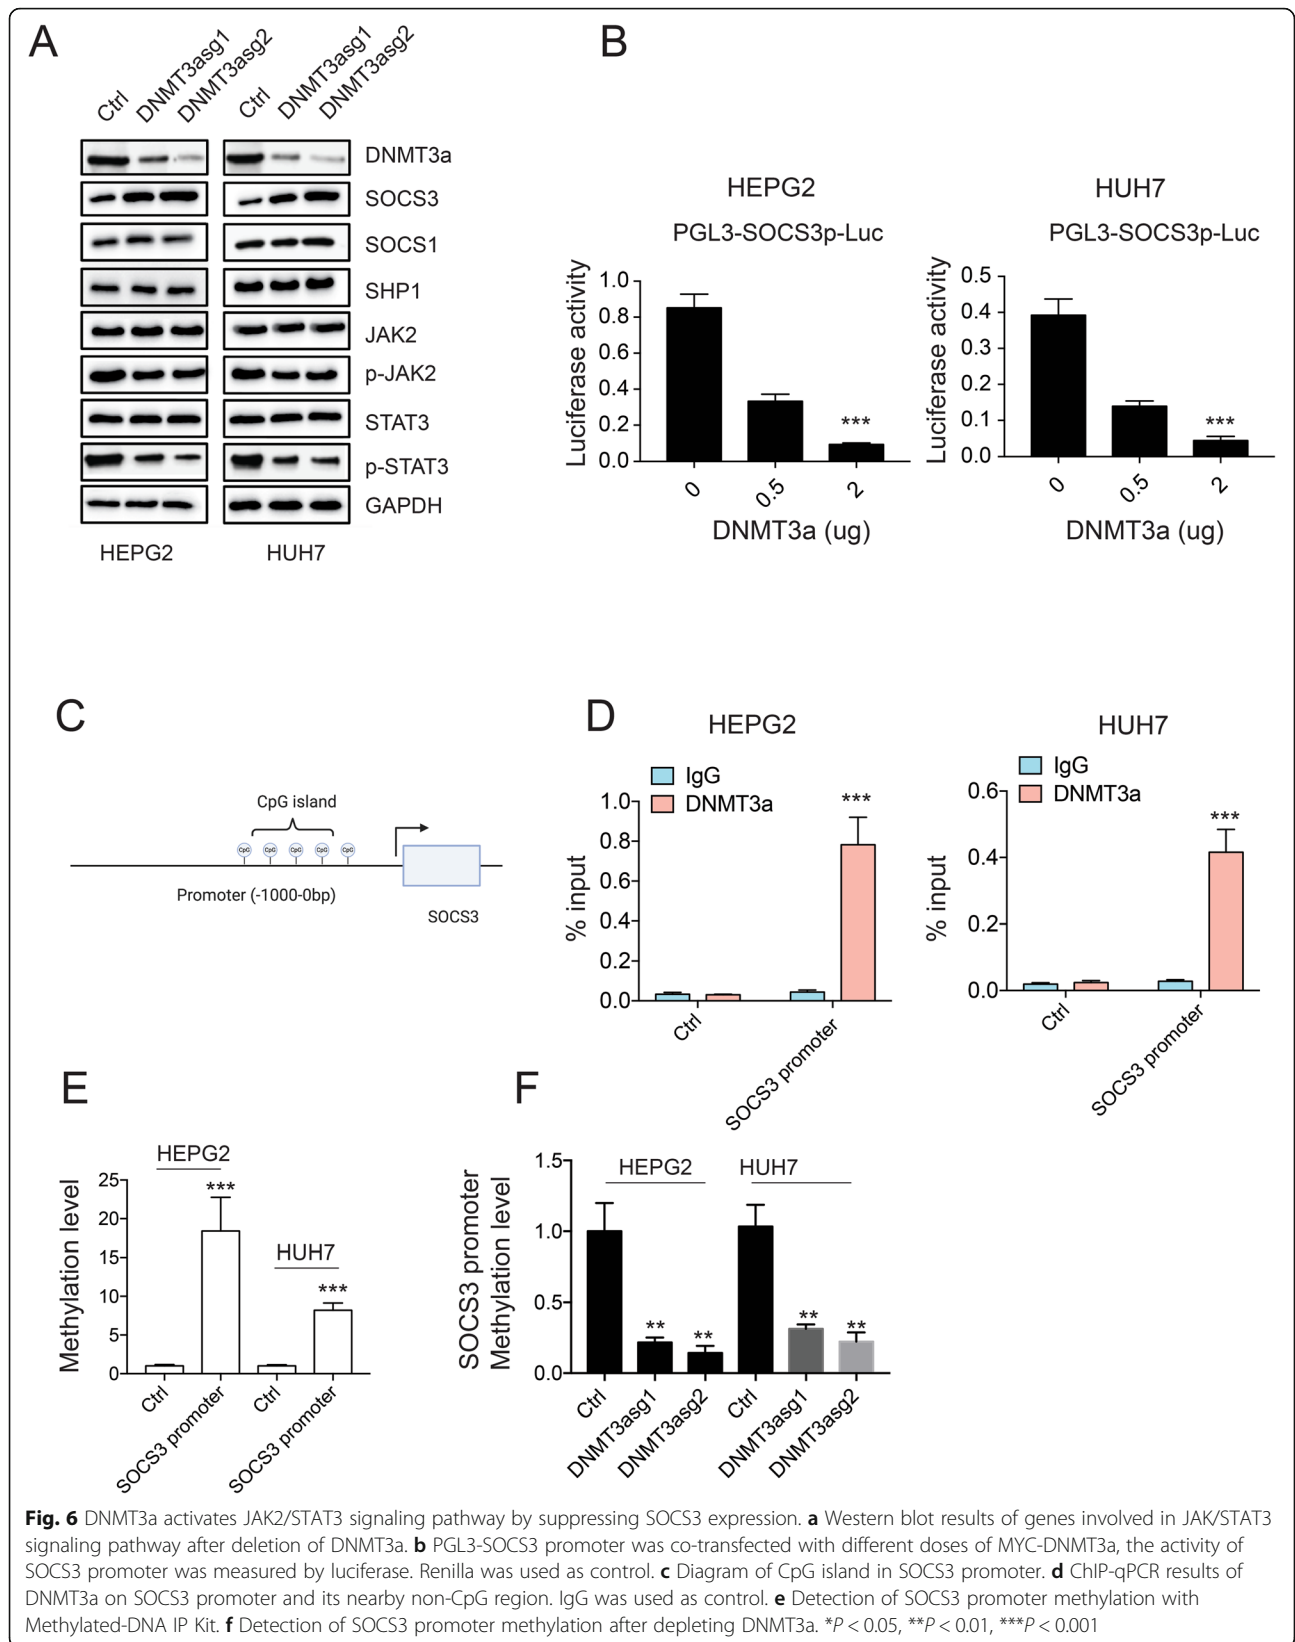 A
Ctrl
DNMT3asg1
DNMT3asg2
Ctrl
DNMT3asg1
DNMT3asg2
DNMT3a
SOCS3
SOCS1
SHP1
JAK2
p-JAK2
STAT3
p-STAT3
GAPDH
HEPG2
HUH7
B
HEPG2
PGL3-SOCS3p-Luc
Luciferase activity
1.0
0.8
0.6
0.4
0.2
0.0
***
0
0.5
2
DNMT3a (ug)
HUH7
PGL3-SOCS3p-Luc
Luciferase activity
0.5
0.4
0.3
0.2
0.1
0.0
***
0
0.5
2
DNMT3a (ug)
C
CpG island
CpG CpG CpG CpG CpG
Promoter (-1000-0bp)
SOCS3
D
HEPG2
IgG
DNMT3a
% input
1.0
0.8
0.6
0.4
0.2
0.0
***
Ctrl
SOCS3 promoter
HUH7
IgG
DNMT3a
% input
0.6
0.4
0.2
0.0
***
Ctrl
SOCS3 promoter
E
HEPG2
HUH7
Methylation level
25
20
15
10
5
0
***
***
Ctrl
SOCS3 promoter
Ctrl
SOCS3 promoter
F
HEPG2
HUH7
SOCS3 promoter
Methylation level
1.5
1.0
0.5
0.0
**
**
**
**
Ctrl
DNMT3asg1
DNMT3asg2
Ctrl
DNMT3asg1
DNMT3asg2
Fig. 6 DNMT3a activates JAK2/STAT3 signaling pathway by suppressing SOCS3 expression. a Western blot results of genes involved in JAK/STAT3
signaling pathway after deletion of DNMT3a. b PGL3-SOCS3 promoter was co-transfected with different doses of MYC-DNMT3a, the activity of
SOCS3 promoter was measured by luciferase. Renilla was used as control. c Diagram of CpG island in SOCS3 promoter. d ChIP-qPCR results of
DNMT3a on SOCS3 promoter and its nearby non-CpG region. IgG was used as control. e Detection of SOCS3 promoter methylation with
Methylated-DNA IP Kit. f Detection of SOCS3 promoter methylation after depleting DNMT3a. *P < 0.05, **P < 0.01, ***P < 0.001